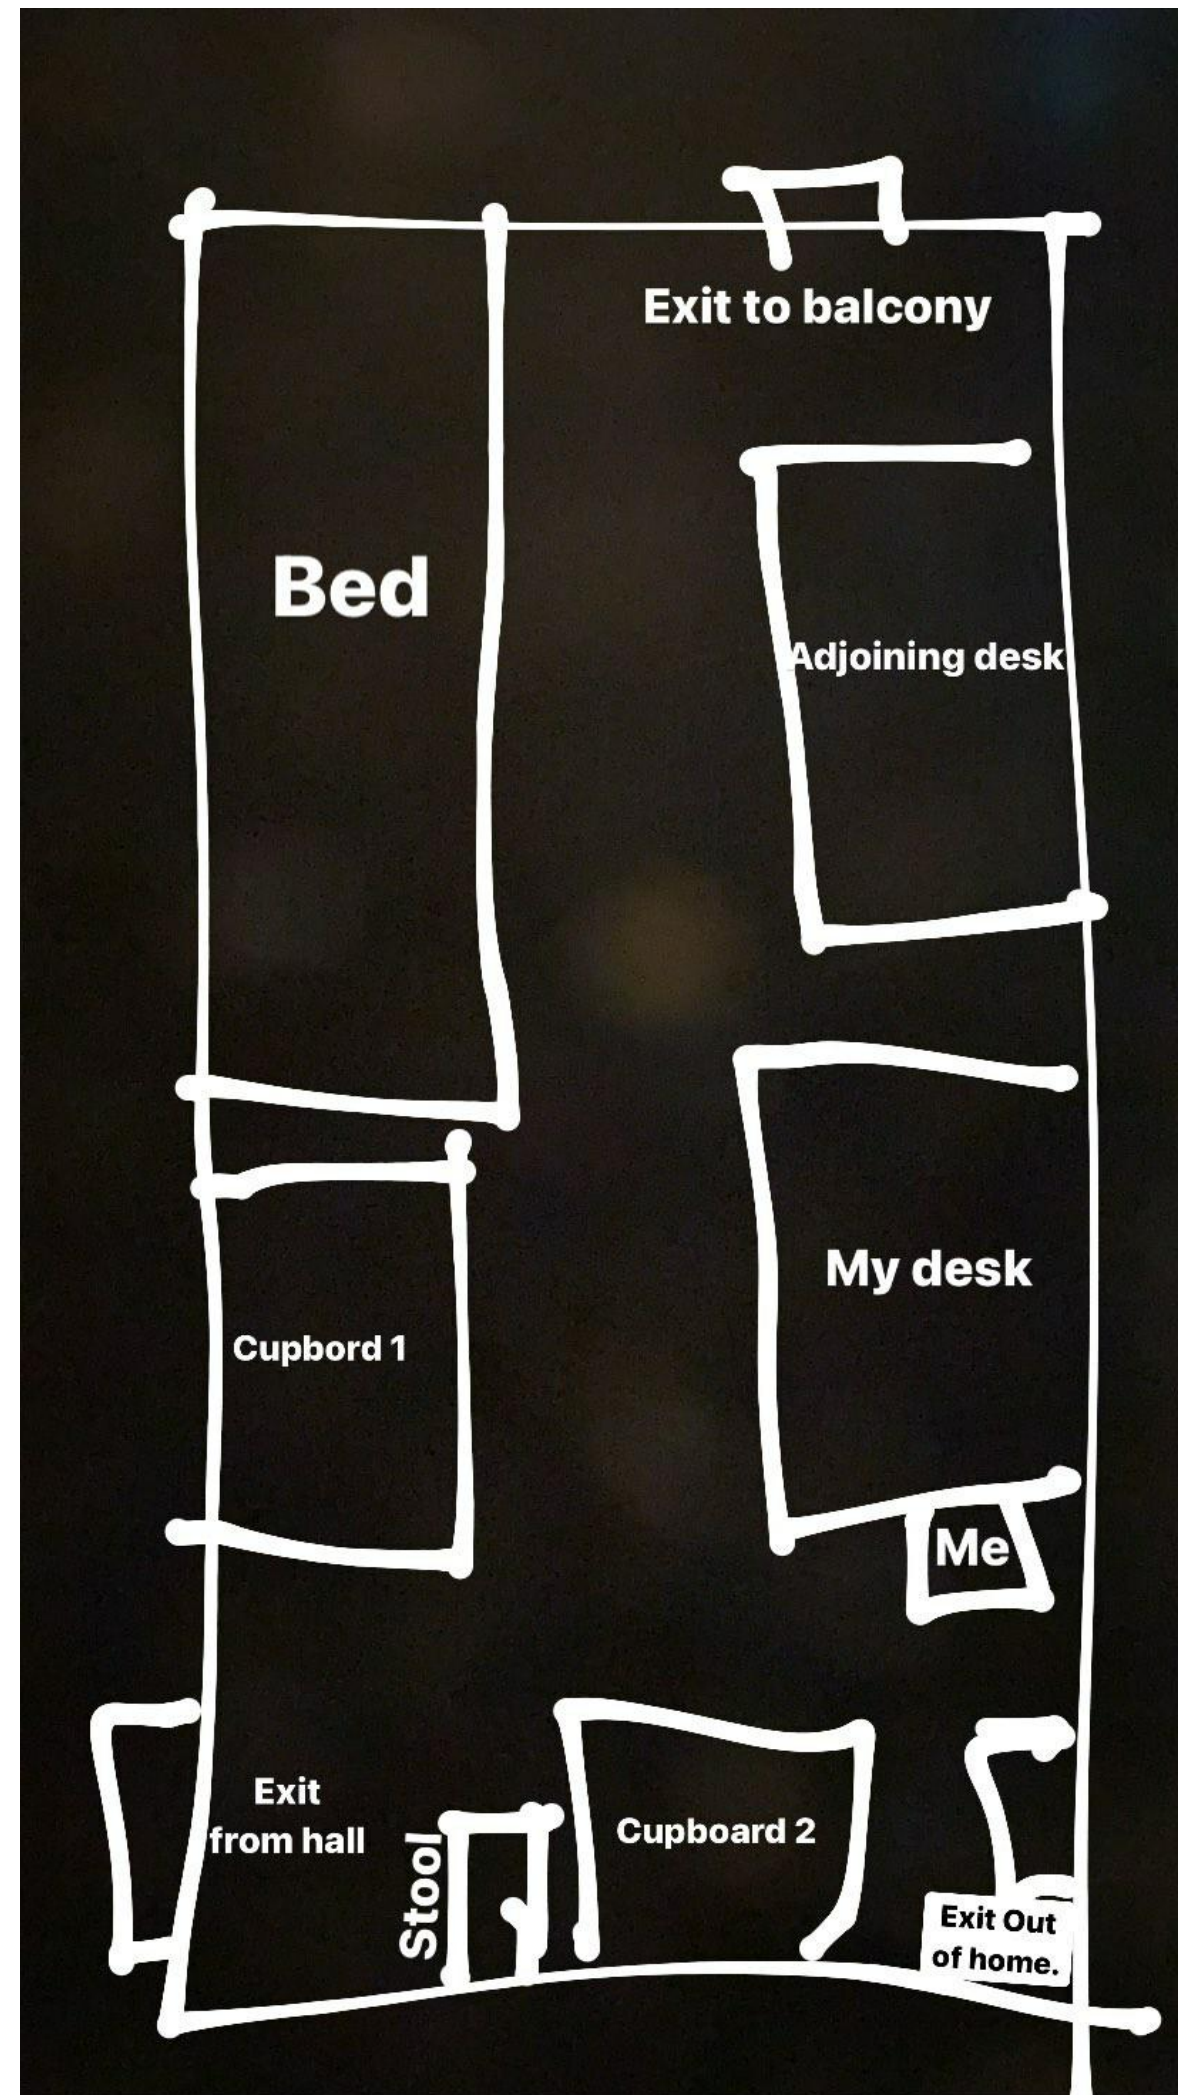 Exit to balcony
Bed
Adjoining desk
My desk
Cupbord 1
Me
Exit
from hall
Stool
Cupboard 2
Exit Out
of home.